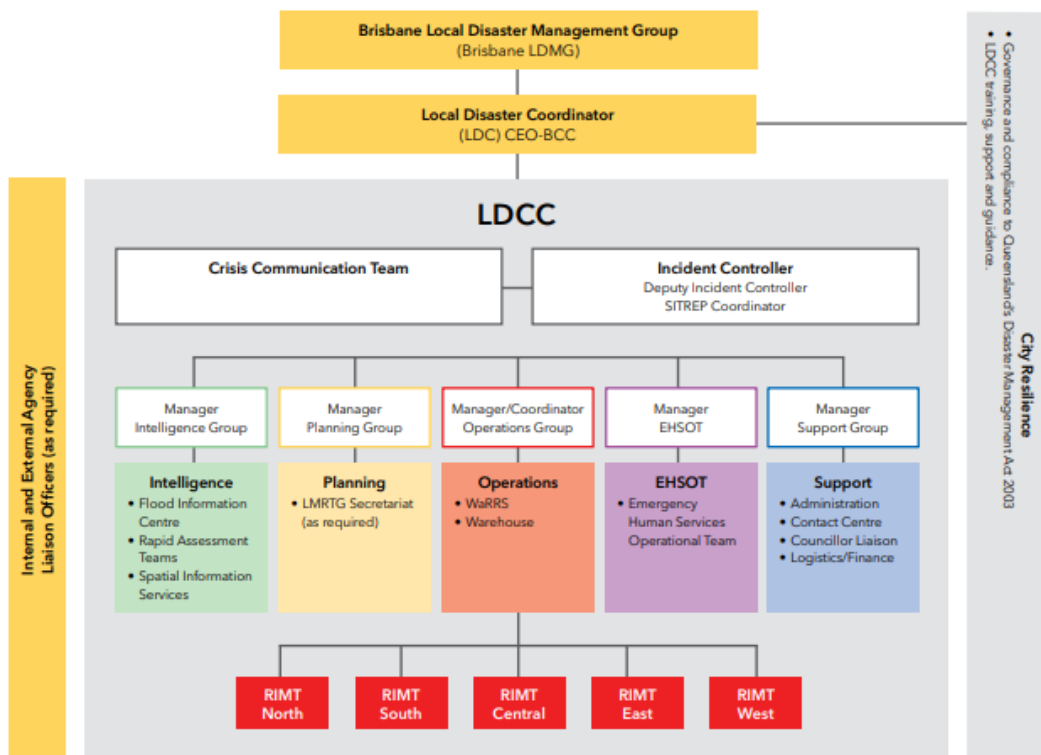 Brisbane Local Disaster Management Group
(Brisbane LDMG)
Local Disaster Coordinator
(LDC) CEO-BCC
LDCC
Crisis Communication Team
Incident Controller
Deputy Incident Controller
SITREP Coordinator
Manager
Intelligence Group
Manager
Planning Group
Manager/Coordinator
Operations Group
Manager
EHSOT
Manager
Support Group
Intelligence
• Flood Information
Centre
• Rapid Assessment
Teams
• Spatial Information
Services
Planning
• LMRTG Secretariat
(as required)
Operations
• WaRRS
• Warehouse
EHSOT
• Emergency
Human Services
Operational Team
Support
• Administration
• Contact Centre
• Councillor Liaison
• Logistics/Finance
RIMT
North
RIMT
South
RIMT
Central
RIMT
East
RIMT
West
Internal and External Agency
Liaison Officers (as required)
City Resilience
• Governance and compliance to Queensland's Disaster Management Act 2003
• LDCC training, support and guidance.